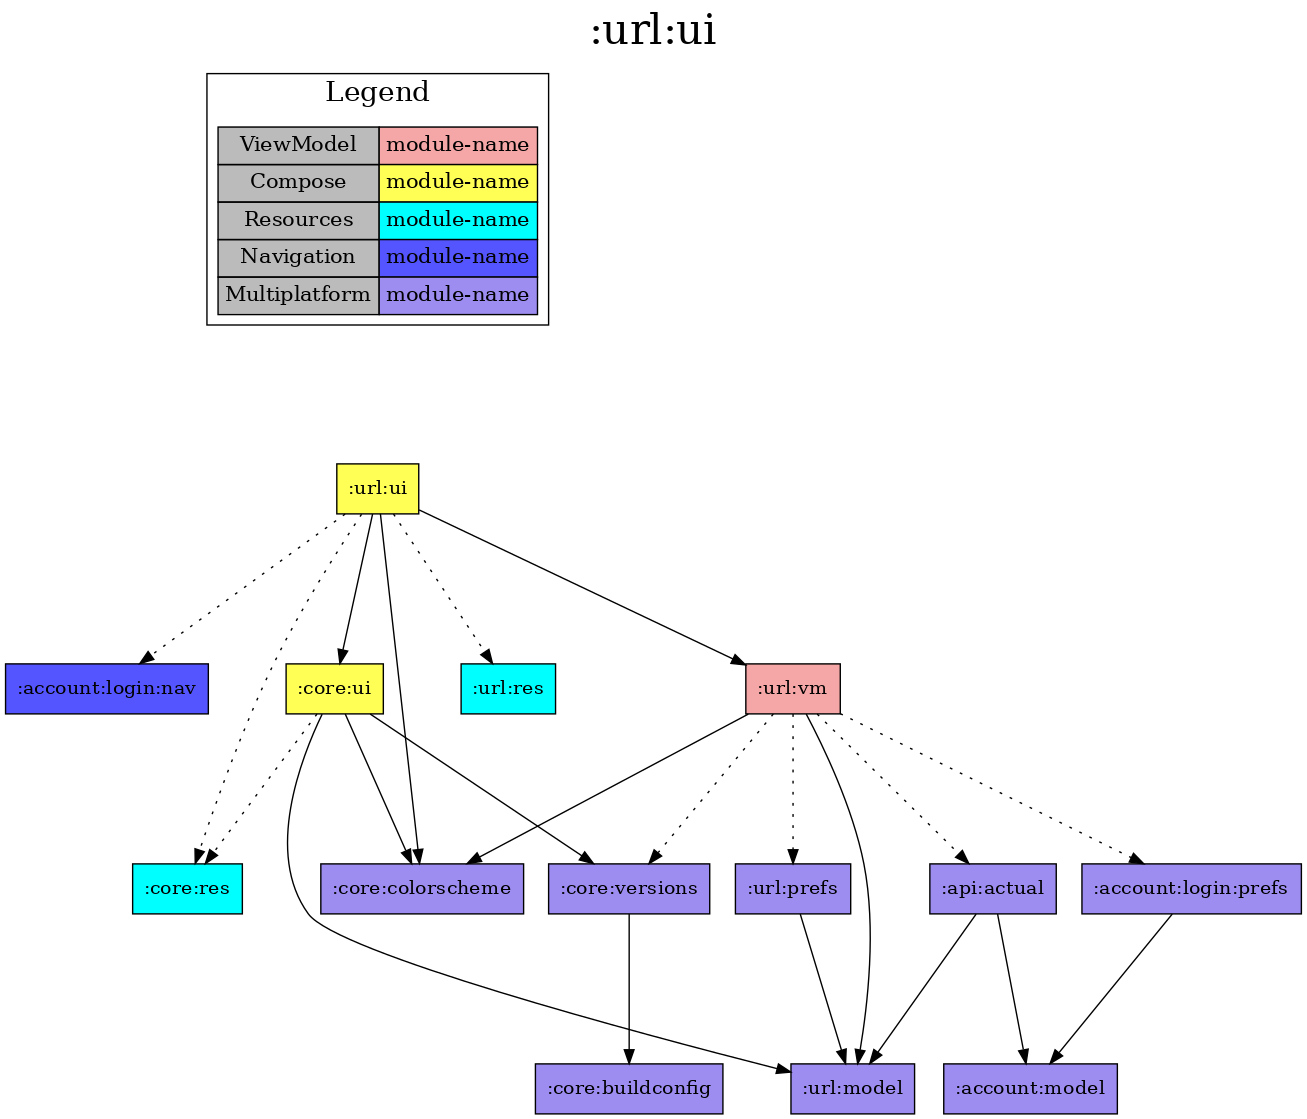 :url:ui
Legend
ViewModel module-name
Compose module-name
Resources module-name
Navigation module-name
Multiplatform module-name
:url:ui
:account:login:nav
:core:ui
:url:res
:url:vm
:core:res
:core:colorscheme
:core:versions
:url:prefs
:api:actual
:account:login:prefs
:core:buildconfig
:url:model
:account:model